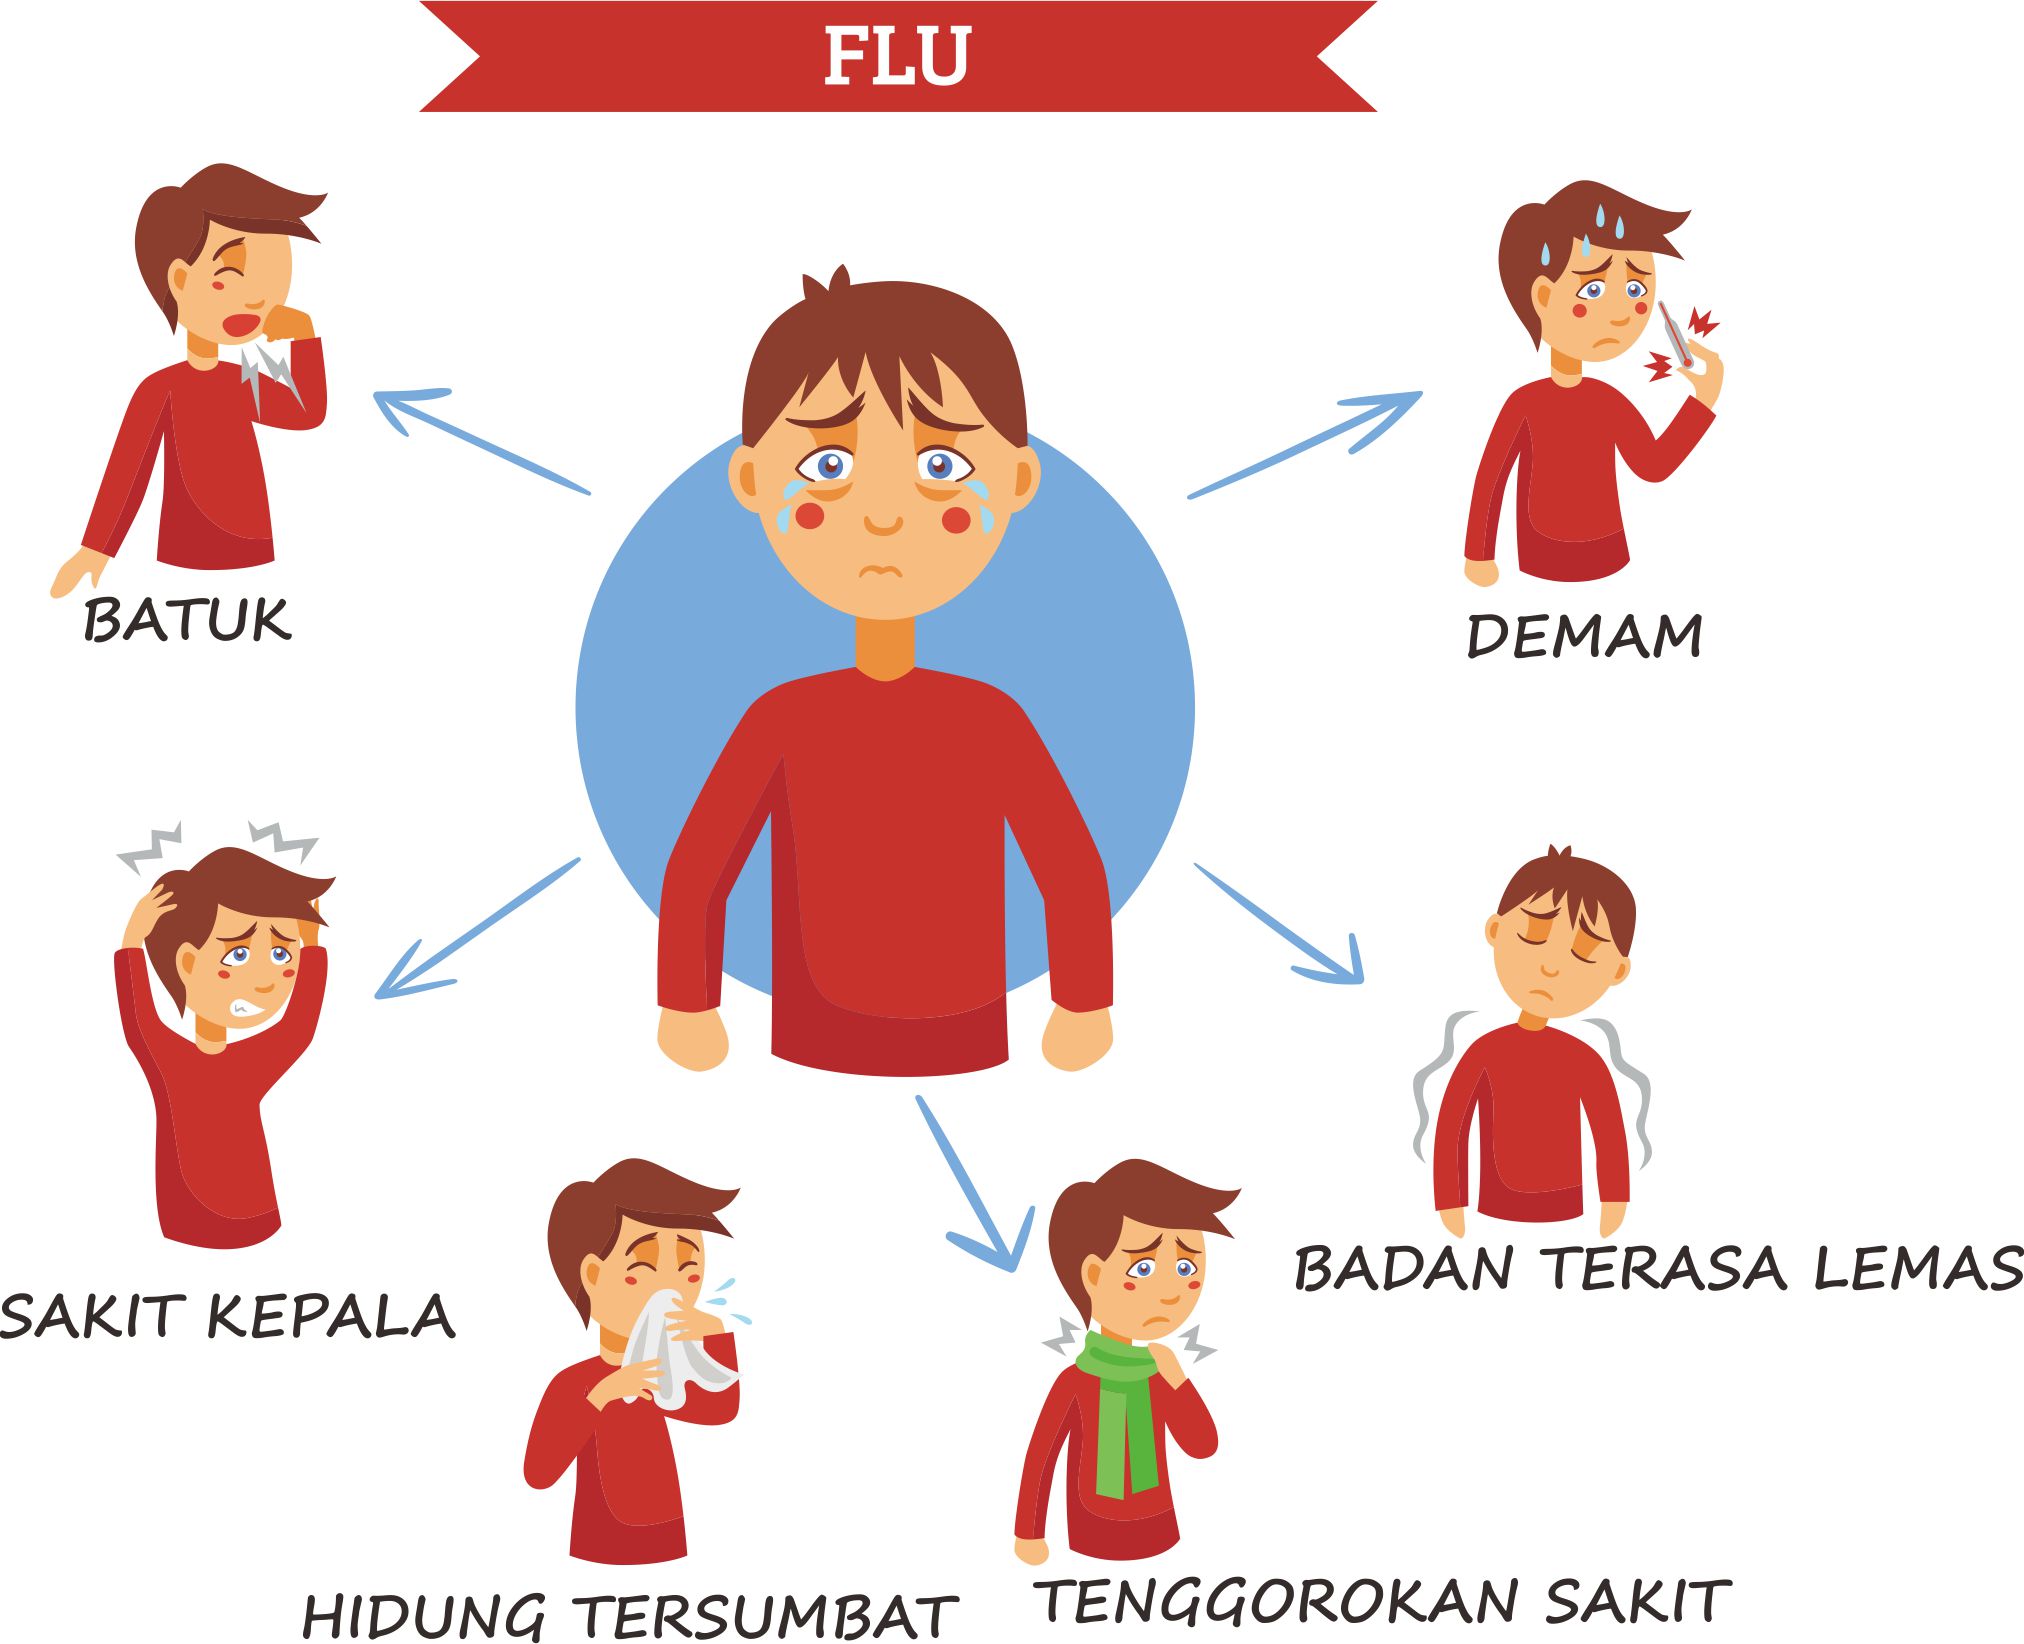 FLU
BATUK
DEMAM
SAKIT KEPALA
BADAN TERASA LEMAS
HIDUNG TERSUMBAT
TENGGOROKAN SAKIT